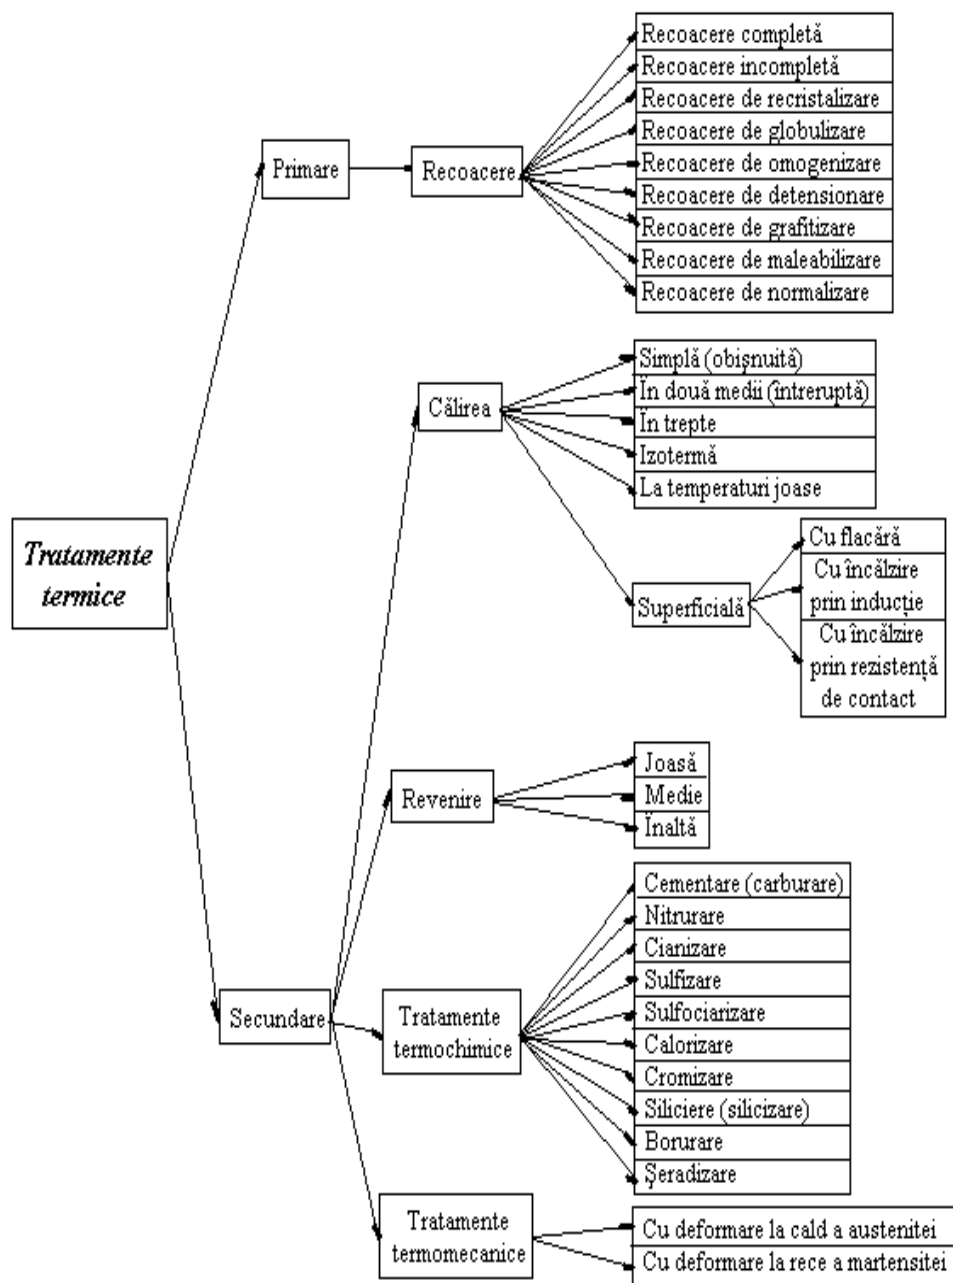 Tratamente
termice
Primare
Recoacere
Recoacere completă
Recoacere incompletă
Recoacere de recristalizare
Recoacere de globulizare
Recoacere de omogenizare
Recoacere de detensionare
Recoacere de grafitizare
Recoacere de maleabilizare
Recoacere de normalizare
Secundare
Călirea
Simplă (obişnuită)
În două medii (întreruptă)
În trepte
Izotermă
La temperaturi joase
Superficială
Cu flacără
Cu încălzire
prin inducţie
Cu încălzire
prin rezistenţă
de contact
Revenire
Joasă
Medie
Înaltă
Tratamente
termochimice
Cementare (carburare)
Nitrurare
Cianizare
Sulfizare
Sulfociarizare
Calorizare
Cromizare
Siliciere (silicizare)
Borurare
Şeradizare
Tratamente
termomecanice
Cu deformare la cald a austenitei
Cu deformare la rece a martensitei